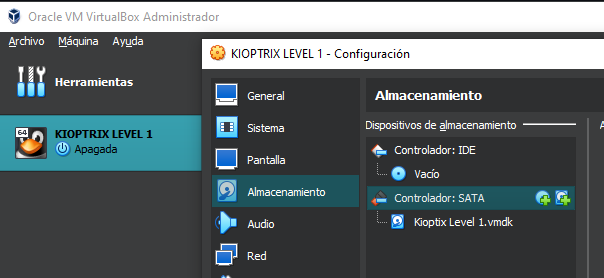 Oracle VM VirtualBox Administrador
Archivo Máquina Ayuda
KIOPTRIX LEVEL 1 - Configuración
Herramientas
64
KIOPTRIX LEVEL 1
Apagada
General
Sistema
Pantalla
Almacenamiento
Audio
Red
Almacenamiento
Dispositivos de almacenamiento
Controlador: IDE
Vacío
Controlador: SATA
Kioptix Level 1.vmdk